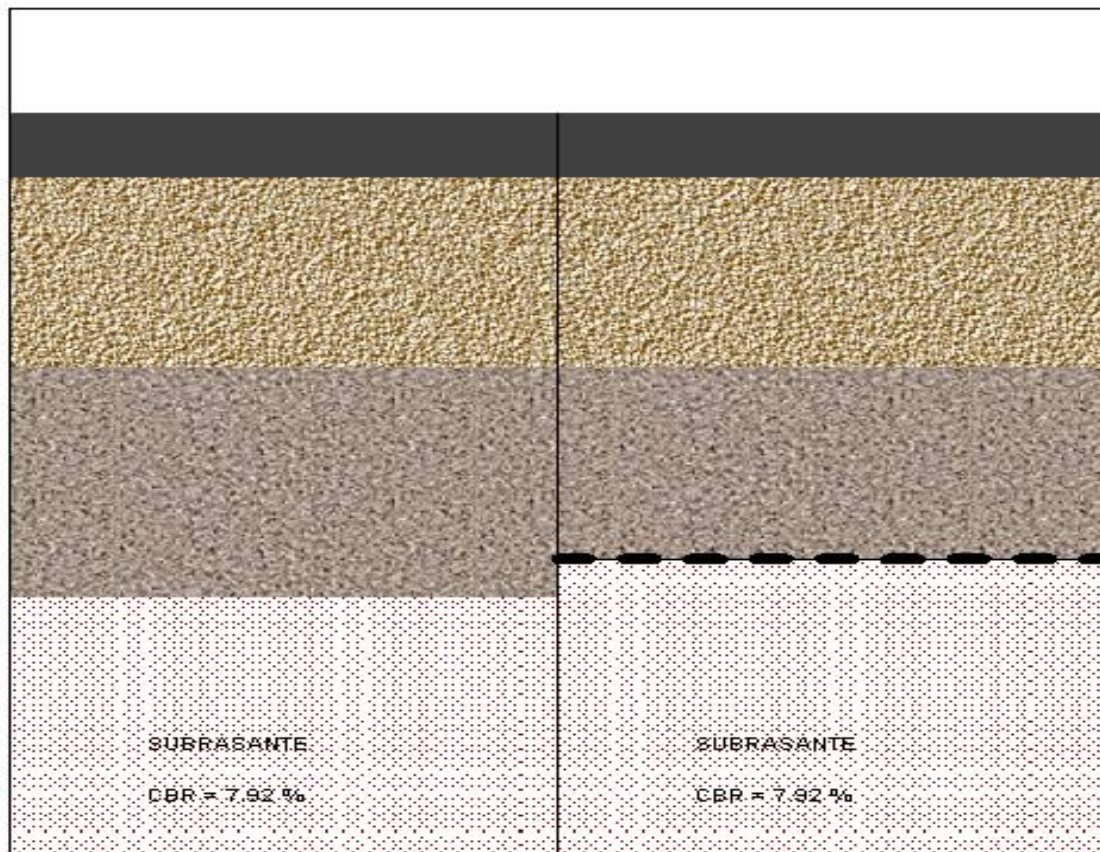 SUBRASANTE
CBR = 7.92 %
SUBRASANTE
CBR = 7.92 %